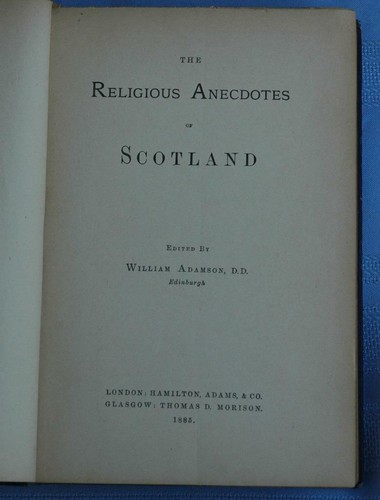 THE
RELIGIOUS ANECDOTES
OF
SCOTLAND
EDITED BY
WILLIAM ADAMSON, D.D.
Edinburgh
LONDON: HAMILTON, ADAMS, & CO.
GLASGOW: THOMAS D. MORISON.
1885.